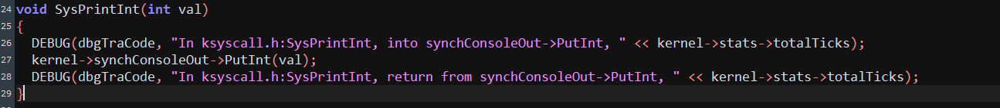 24 void SysPrintInt(int val)
25 {
26 DEBUG(dbgTraCode, "In ksyscall.h:SysPrintInt, into synchConsoleOut->PutInt, " << kernel->stats->totalTicks);
27 kernel->synchConsoleOut->PutInt(val);
28 DEBUG(dbgTraCode, "In ksyscall.h:SysPrintInt, return from synchConsoleOut->PutInt, " << kernel->stats->totalTicks);
29 }